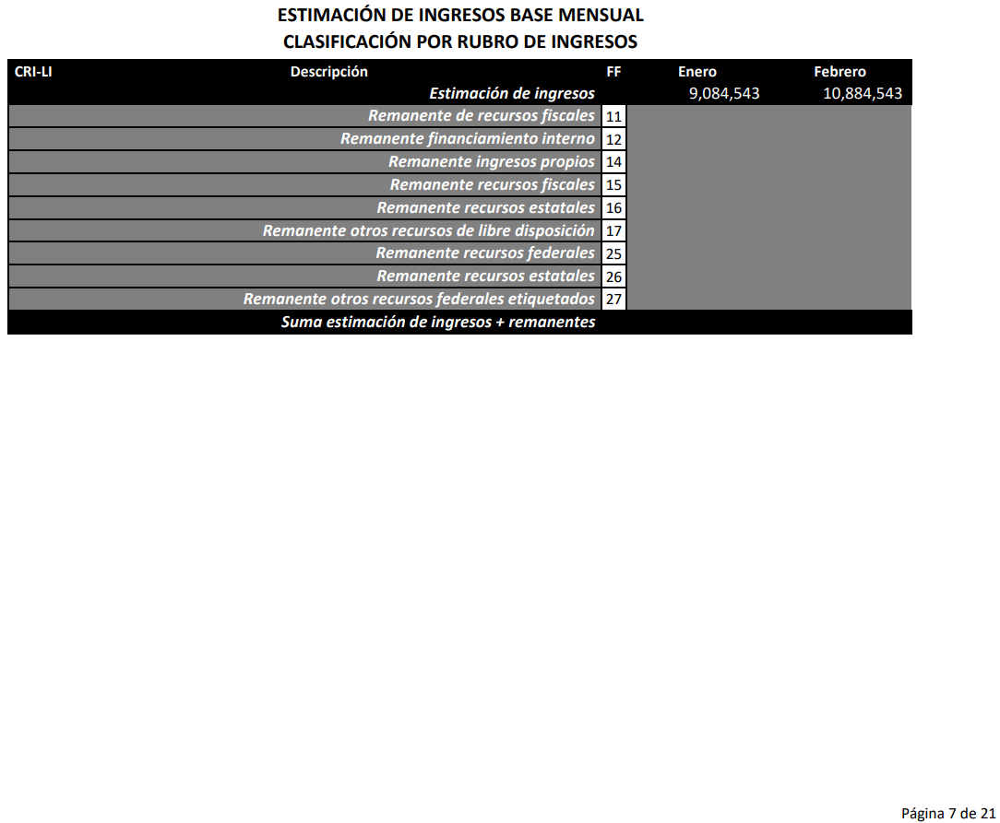 ESTIMACIÓN DE INGRESOS BASE MENSUAL
CLASIFICACIÓN POR RUBRO DE INGRESOS
CRI-LI Descripción FF Enero Febrero
Estimación de ingresos 9,084,543 10,884,543
Remanente de recursos fiscales 11
Remanente financiamiento interno 12
Remanente ingresos propios 14
Remanente recursos fiscales 15
Remanente recursos estatales 16
Remanente otros recursos de libre disposición 17
Remanente recursos federales 25
Remanente recursos estatales 26
Remanente otros recursos federales etiquetados 27
Suma estimación de ingresos + remanentes
Página 7 de 21